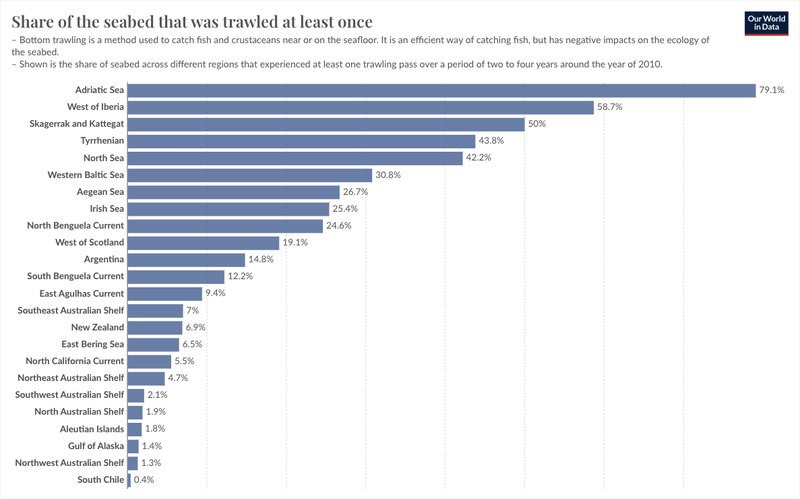 Share of the seabed that was trawled at least once
Our World
in Data
– Bottom trawling is a method used to catch fish and crustaceans near or on the seafloor. It is an efficient way of catching fish, but has negative impacts on the ecology of
the seabed.
– Shown is the share of seabed across different regions that experienced at least one trawling pass over a period of two to four years around the year of 2010.
Adriatic Sea 79.1%
West of Iberia 58.7%
Skagerrak and Kattegat 50%
Tyrrhenian 43.8%
North Sea 42.2%
Western Baltic Sea 30.8%
Aegean Sea 26.7%
Irish Sea 25.4%
North Benguela Current 24.6%
West of Scotland 19.1%
Argentina 14.8%
South Benguela Current 12.2%
East Agulhas Current 9.4%
Southeast Australian Shelf 7%
New Zealand 6.9%
East Bering Sea 6.5%
North California Current 5.5%
Northeast Australian Shelf 4.7%
Southwest Australian Shelf 2.1%
North Australian Shelf 1.9%
Aleutian Islands 1.8%
Gulf of Alaska 1.4%
Northwest Australian Shelf 1.3%
South Chile 0.4%